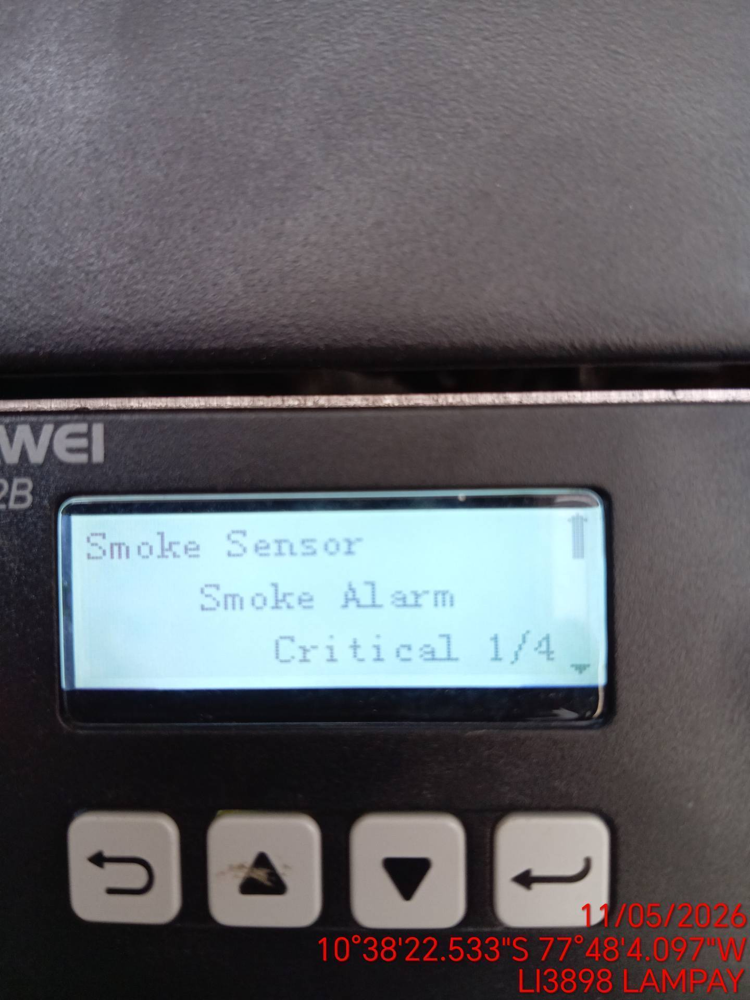 AWEI
2B
Smoke Sensor
Smoke Alarm
Critical 1/4
11/05/2026
10°38'22.533"S 77°48'4.097"W
LI3898 LAMPAY